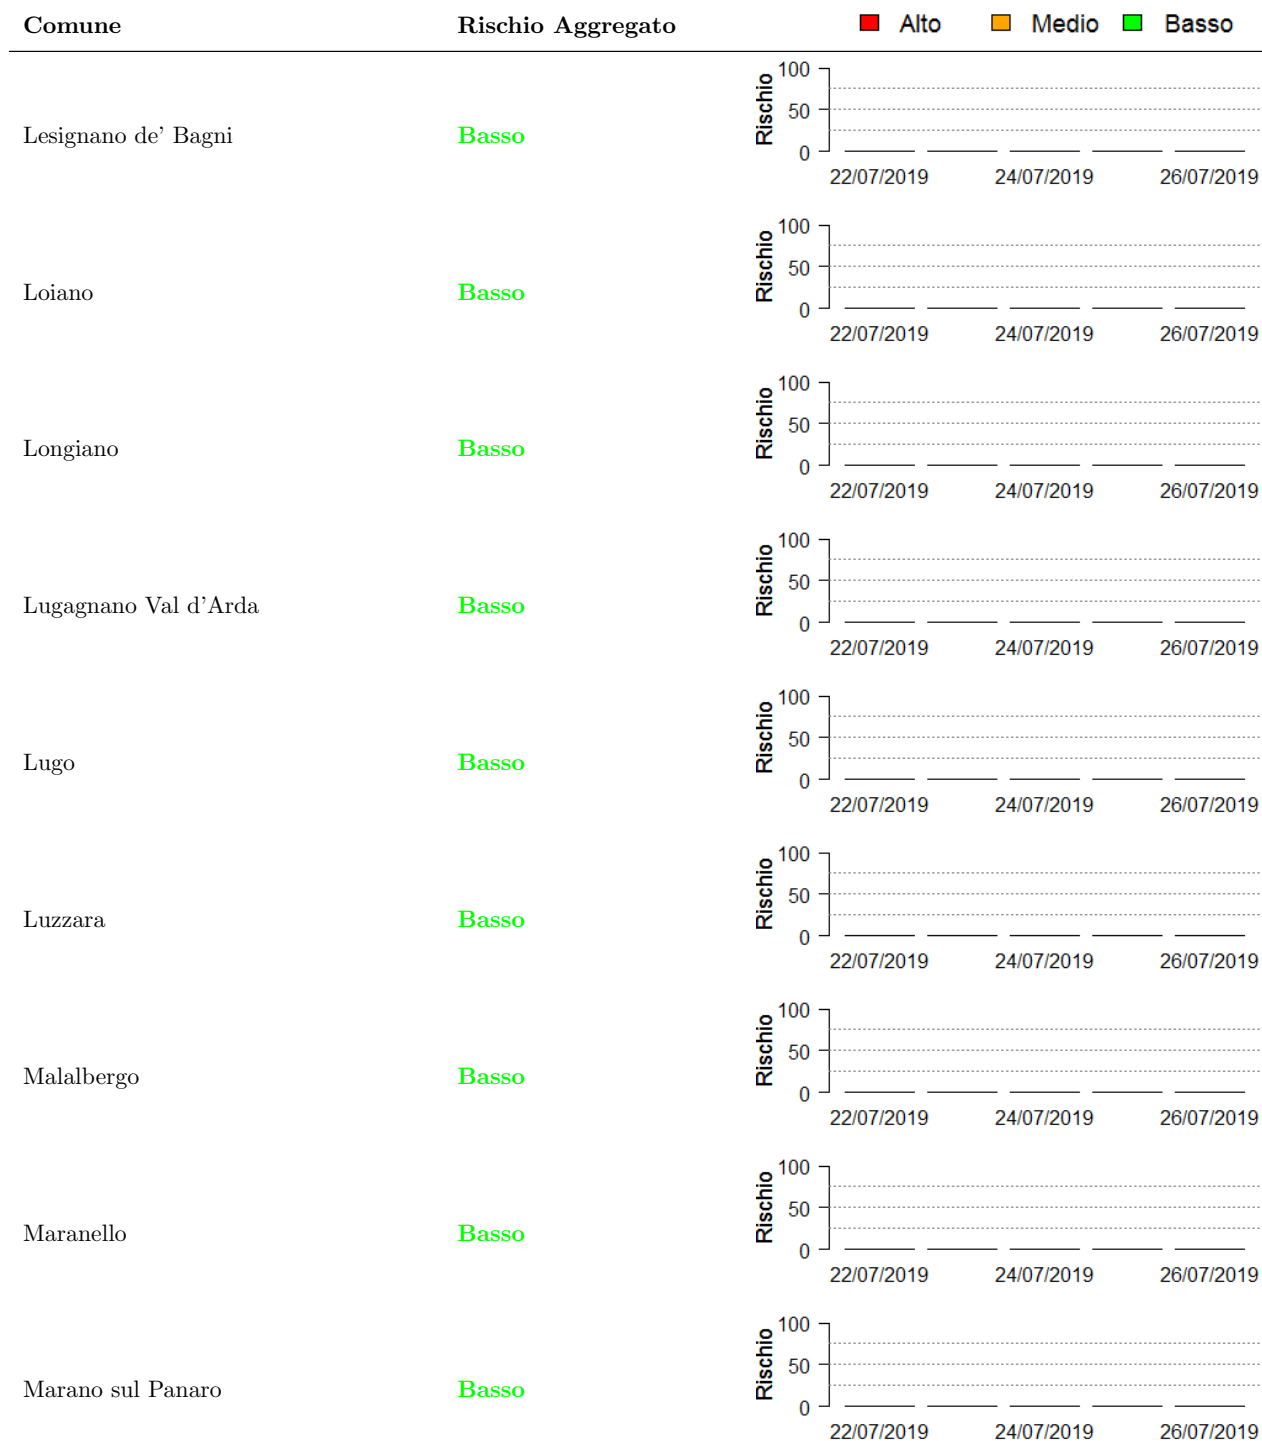 Comune Rischio Aggregato Alto Medio Basso
100
50
0
Rischio
Lesignano de' Bagni Basso
22/07/2019 24/07/2019 26/07/2019
100
50
0
Rischio
Loiano Basso
22/07/2019 24/07/2019 26/07/2019
100
50
0
Rischio
Longiano Basso
22/07/2019 24/07/2019 26/07/2019
100
50
0
Rischio
Lugagnano Val d'Arda Basso
22/07/2019 24/07/2019 26/07/2019
100
50
0
Rischio
Lugo Basso
22/07/2019 24/07/2019 26/07/2019
100
50
0
Rischio
Luzzara Basso
22/07/2019 24/07/2019 26/07/2019
100
50
0
Rischio
Malalbergo Basso
22/07/2019 24/07/2019 26/07/2019
100
50
0
Rischio
Maranello Basso
22/07/2019 24/07/2019 26/07/2019
100
50
0
Rischio
Marano sul Panaro Basso
22/07/2019 24/07/2019 26/07/2019